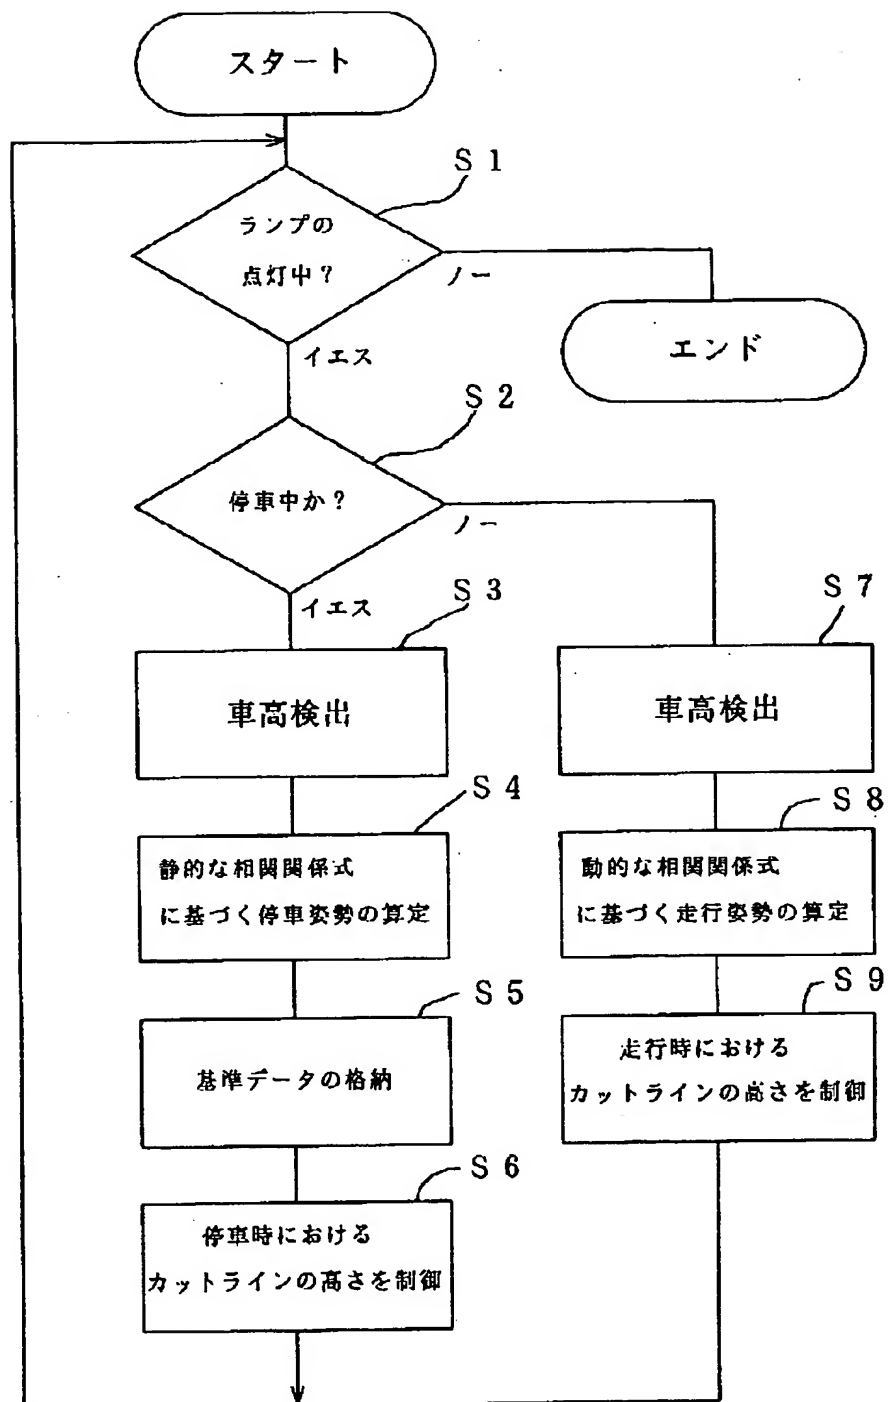 スタート
S 1
ランプの
点灯中？
ノー
エンド
イエス
S 2
停車中か？
ノー
イエス
S 3
S 7
車高検出
車高検出
S 4
S 8
静的な相関関係式
に基づく停車姿勢の算定
動的な相関関係式
に基づく走行姿勢の算定
S 5
S 9
基準データの格納
走行時における
カットラインの高さを制御
S 6
停車時における
カットラインの高さを制御